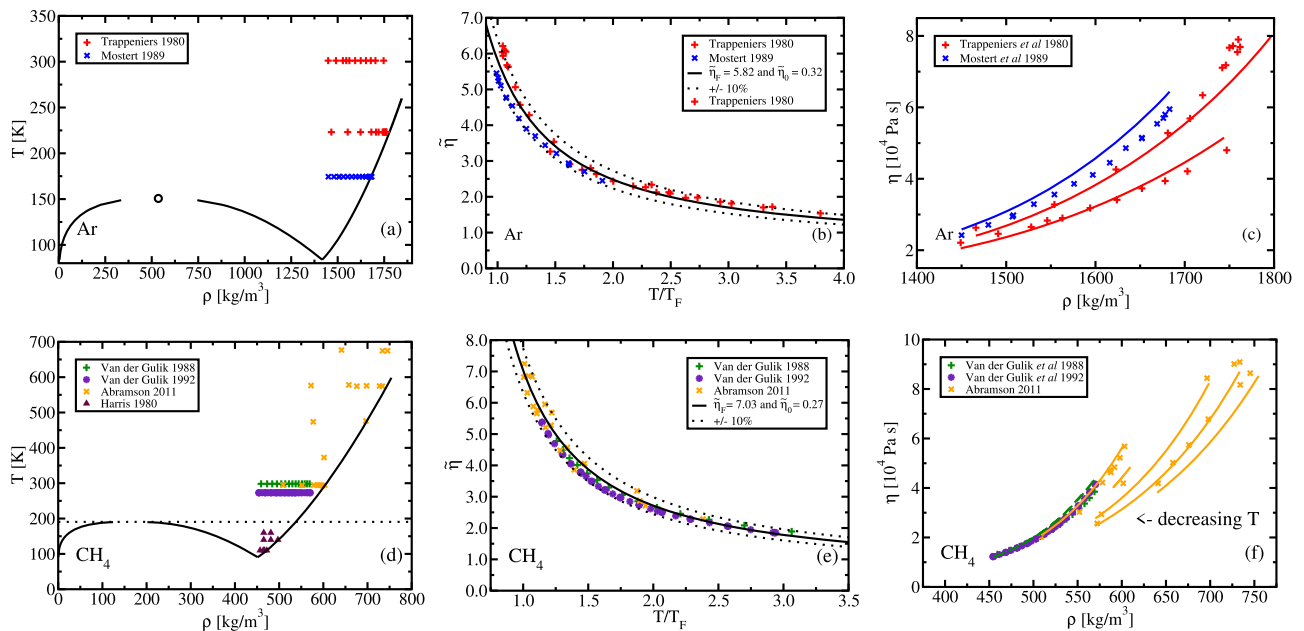 350
300
250
200
150
100
T [K]
Trappeniers 1980
Mostert 1989
Ar
(a)
0
250
500
750
1000
1250
1500
1750
ρ [kg/m³]
7.0
6.0
5.0
4.0
3.0
2.0
1.0
0.0
η̃
Trappeniers 1980
Mostert 1989
η̃_F = 5.82 and η̃_0 = 0.32
+/- 10%
Trappeniers 1980
Ar
(b)
1.0
1.5
2.0
2.5
3.0
3.5
4.0
T/T_F
8
6
4
2
η [10⁴ Pa s]
Trappeniers et al 1980
Mostert et al 1989
Ar
(c)
1400
1500
1600
1700
1800
ρ [kg/m³]
700
600
500
400
300
200
100
0
T [K]
Van der Gulik 1988
Van der Gulik 1992
Abramson 2011
Harris 1980
CH₄
(d)
0
100
200
300
400
500
600
700
800
ρ [kg/m³]
8.0
7.0
6.0
5.0
4.0
3.0
2.0
1.0
0.0
η̃
Van der Gulik 1988
Van der Gulik 1992
Abramson 2011
η̃_F = 7.03 and η̃_0 = 0.27
+/- 10%
CH₄
(e)
1.0
1.5
2.0
2.5
3.0
3.5
T/T_F
10
8
6
4
2
0
η [10⁴ Pa s]
Van der Gulik et al 1988
Van der Gulik et al 1992
Abramson 2011
<- decreasing T
CH₄
(f)
400
450
500
550
600
650
700
750
ρ [kg/m³]